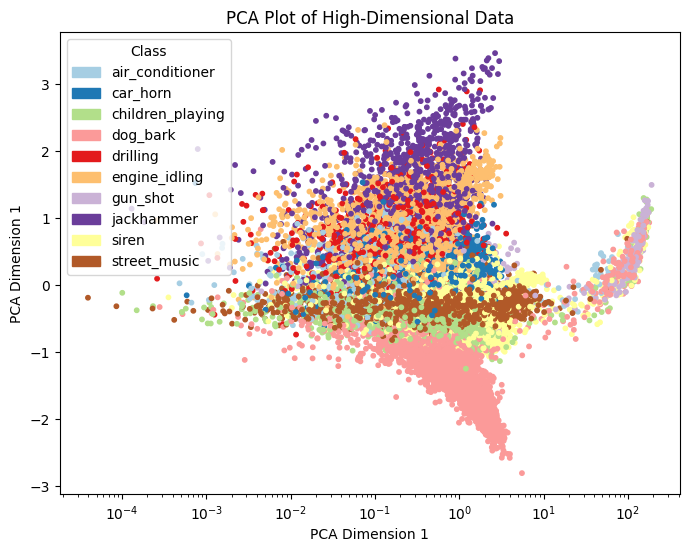 PCA Plot of High-Dimensional Data
Class
air_conditioner
car_horn
children_playing
dog_bark
drilling
engine_idling
gun_shot
jackhammer
siren
street_music
PCA Dimension 1
3
2
1
0
−1
−2
−3
10⁻⁴ 10⁻³ 10⁻² 10⁻¹ 10⁰ 10¹ 10²
PCA Dimension 1